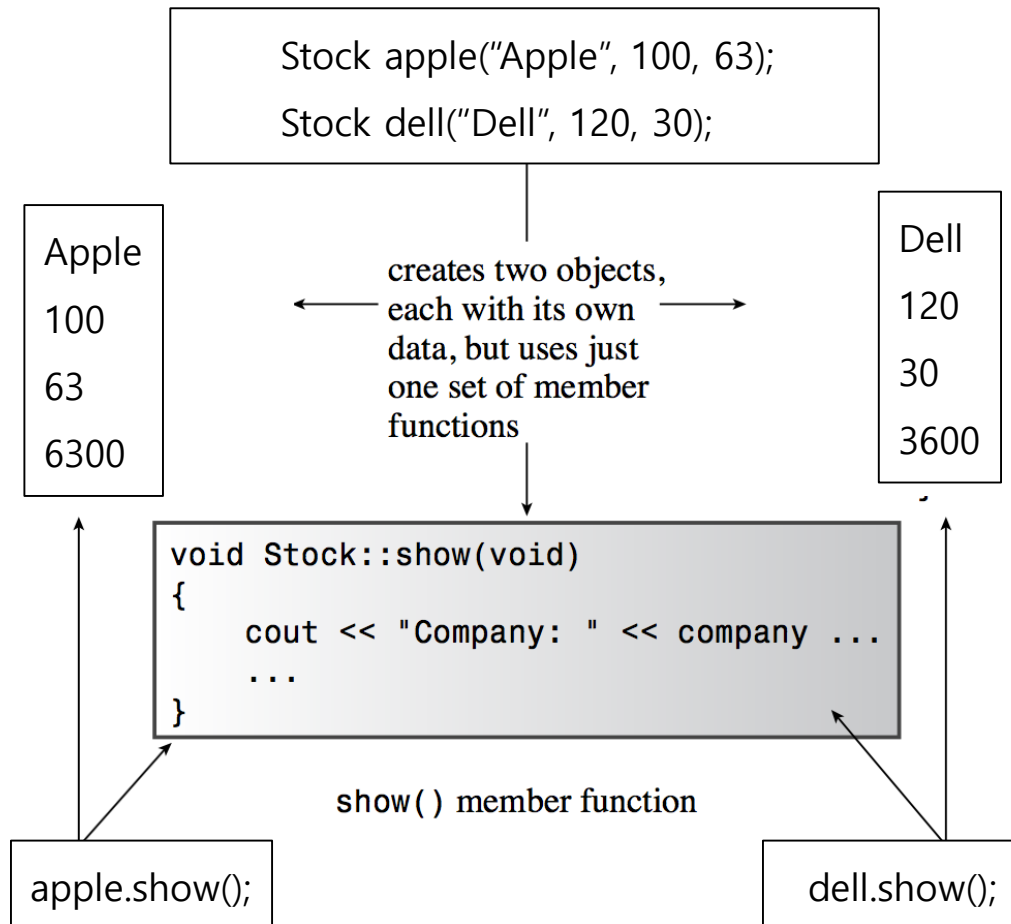 Stock apple(“Apple”, 100, 63);
Stock dell(“Dell”, 120, 30);
Apple
100
63
6300
creates two objects,
each with its own
data, but uses just
one set of member
functions
Dell
120
30
3600
void Stock::show(void)
{
    cout << "Company: " << company ...
    ...
}
show() member function
apple.show();
dell.show();